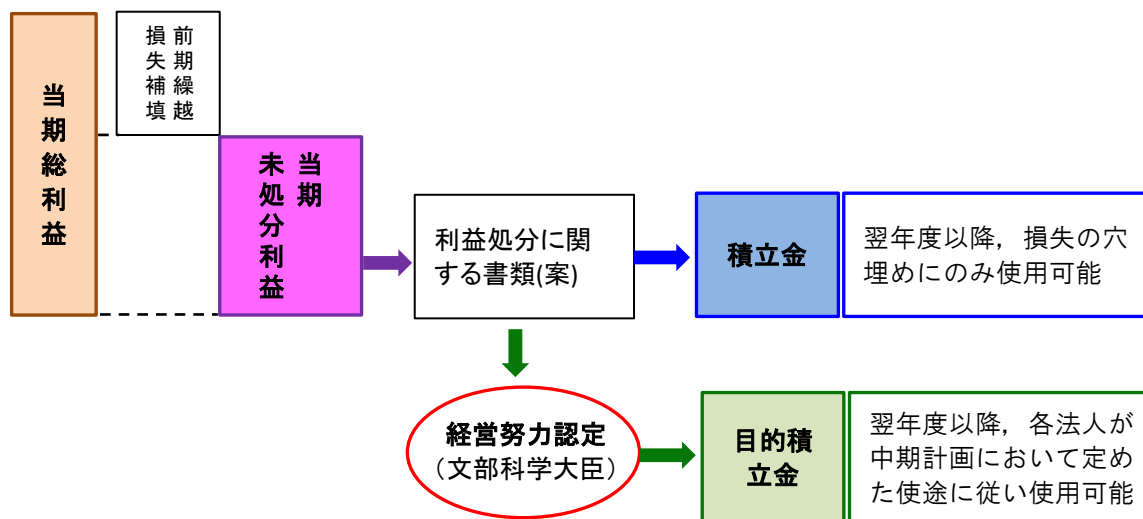 当期総利益
前期繰越
損失補填
当期
未処分利益
利益処分に関
する書類(案)
積立金
翌年度以降，損失の穴
埋めにのみ使用可能
経営努力認定
（文部科学大臣）
目的積
立金
翌年度以降，各法人が
中期計画において定め
た使途に従い使用可能